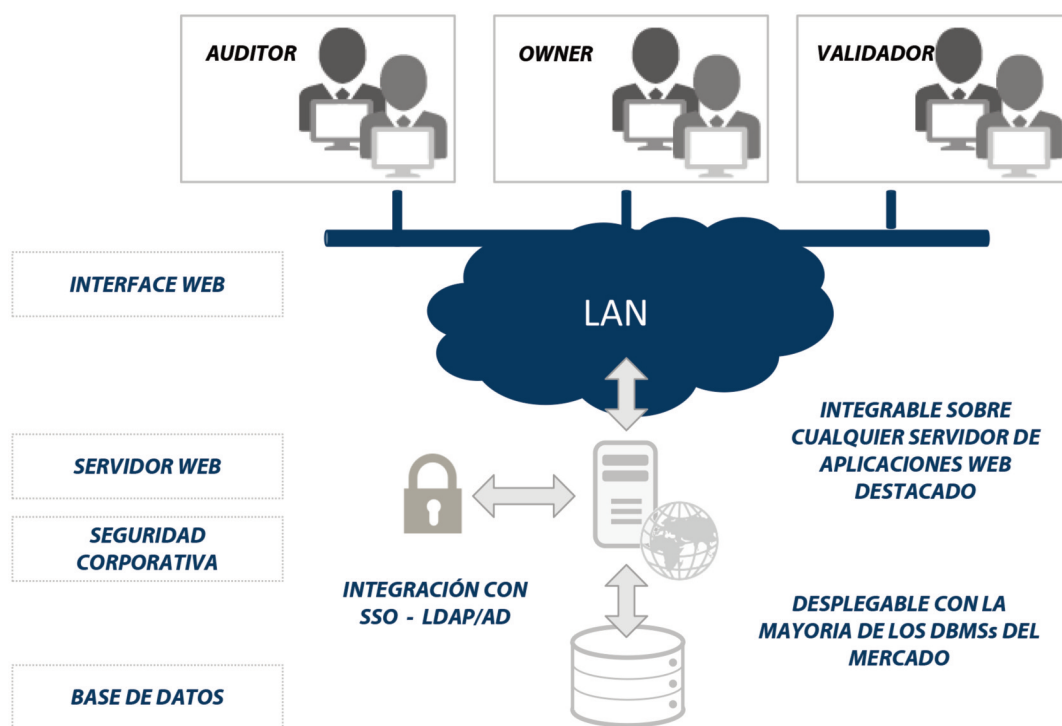 AUDITOR
OWNER
VALIDADOR
INTERFACE WEB
LAN
SERVIDOR WEB
INTEGRABLE SOBRE
CUALQUIER SERVIDOR DE
APLICACIONES WEB
DESTACADO
SEGURIDAD
CORPORATIVA
INTEGRACIÓN CON
SSO - LDAP/AD
DESPLEGABLE CON LA
MAYORIA DE LOS DBMSs DEL
MERCADO
BASE DE DATOS